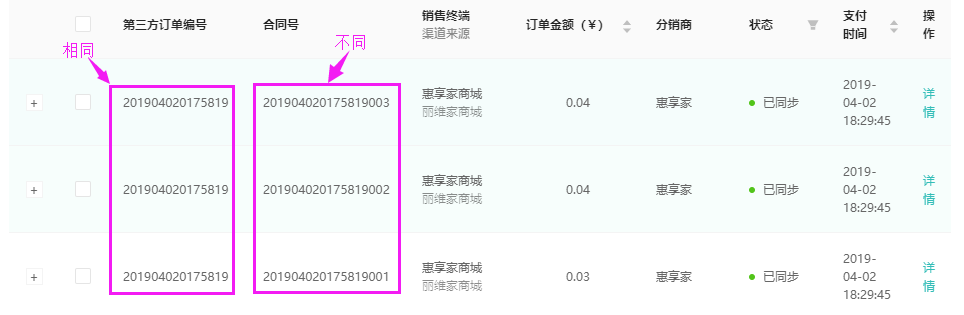 第三方订单编号 合同号 销售终端 订单金额（¥） 分销商 状态 支付 操
渠道来源 时间 作
相同 不同
+ 201904020175819 201904020175819003 惠享家商城 0.04 惠享家 已同步 2019- 详
丽维家商城 04-02 情
18:29:45
+ 201904020175819 201904020175819002 惠享家商城 0.04 惠享家 已同步 2019- 详
丽维家商城 04-02 情
18:29:45
+ 201904020175819 201904020175819001 惠享家商城 0.03 惠享家 已同步 2019- 详
丽维家商城 04-02 情
18:29:45